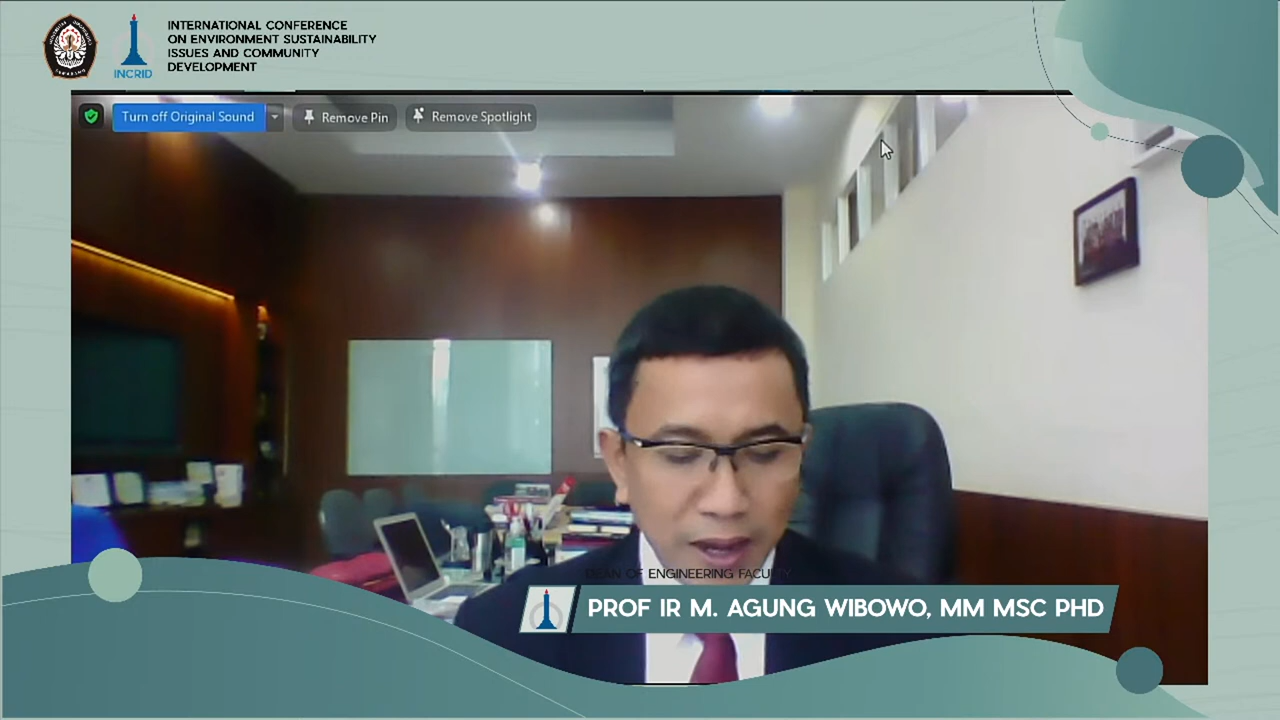 INTERNATIONAL CONFERENCE
ON ENVIRONMENT SUSTAINABILITY
ISSUES AND COMMUNITY
DEVELOPMENT
INCRID
Turn off Original Sound
Remove Pin
Remove Spotlight
DEAN OF ENGINEERING FACULTY
PROF IR M. AGUNG WIBOWO, MM MSC PHD